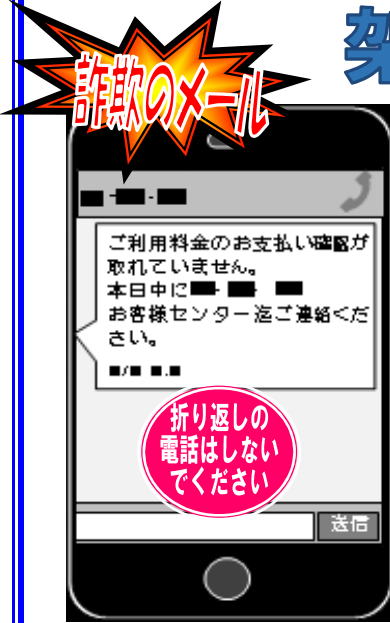 架
詐欺のメール
ご利用料金のお支払い確認が
取れていません。
本日中に
お客様センター迄ご連絡くだ
さい。
折り返しの
電話はしない
でください
送信